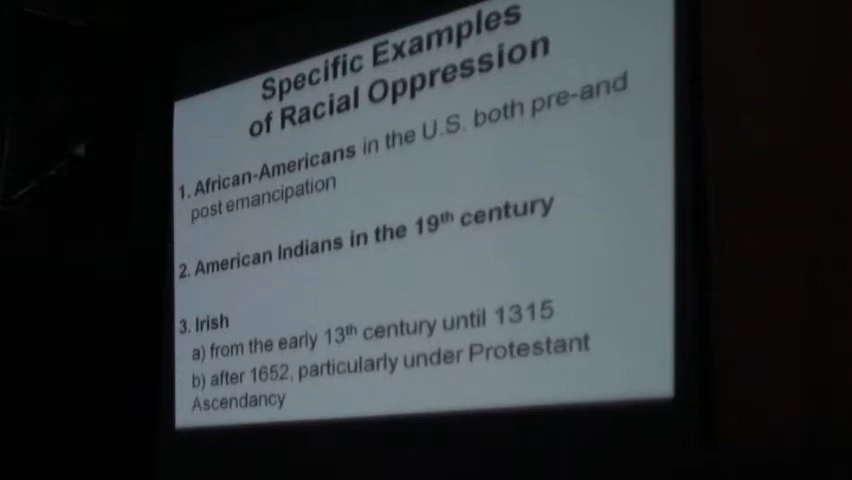 Specific Examples
of Racial Oppression
1. African-Americans in the U.S. both pre-and
post emancipation
2. American Indians in the 19th century
3. Irish
a) from the early 13th century until 1315
b) after 1652, particularly under Protestant
Ascendancy